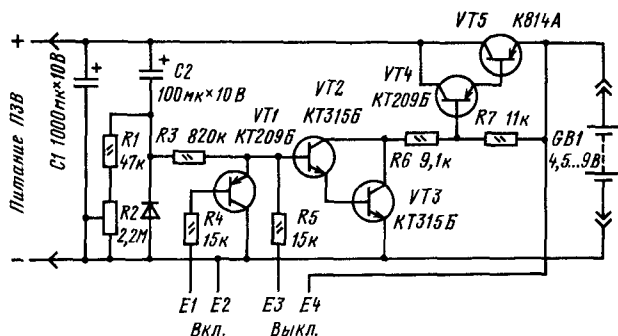 VT5
К814А
+
C2
100мк×10В
VT1
КТ209Б
VT2
КТ315Б
VT4
КТ209Б
Питание ПЗВ
C1 1000мк×10В
R1
47к
R3 820к
R6 9,1к
R7 11к
GB1
4,5...9В
R2
2,2М
R4
15к
R5
15к
VT3
КТ315Б
–
E1
E2
E3
E4
Вкл.
Выкл.